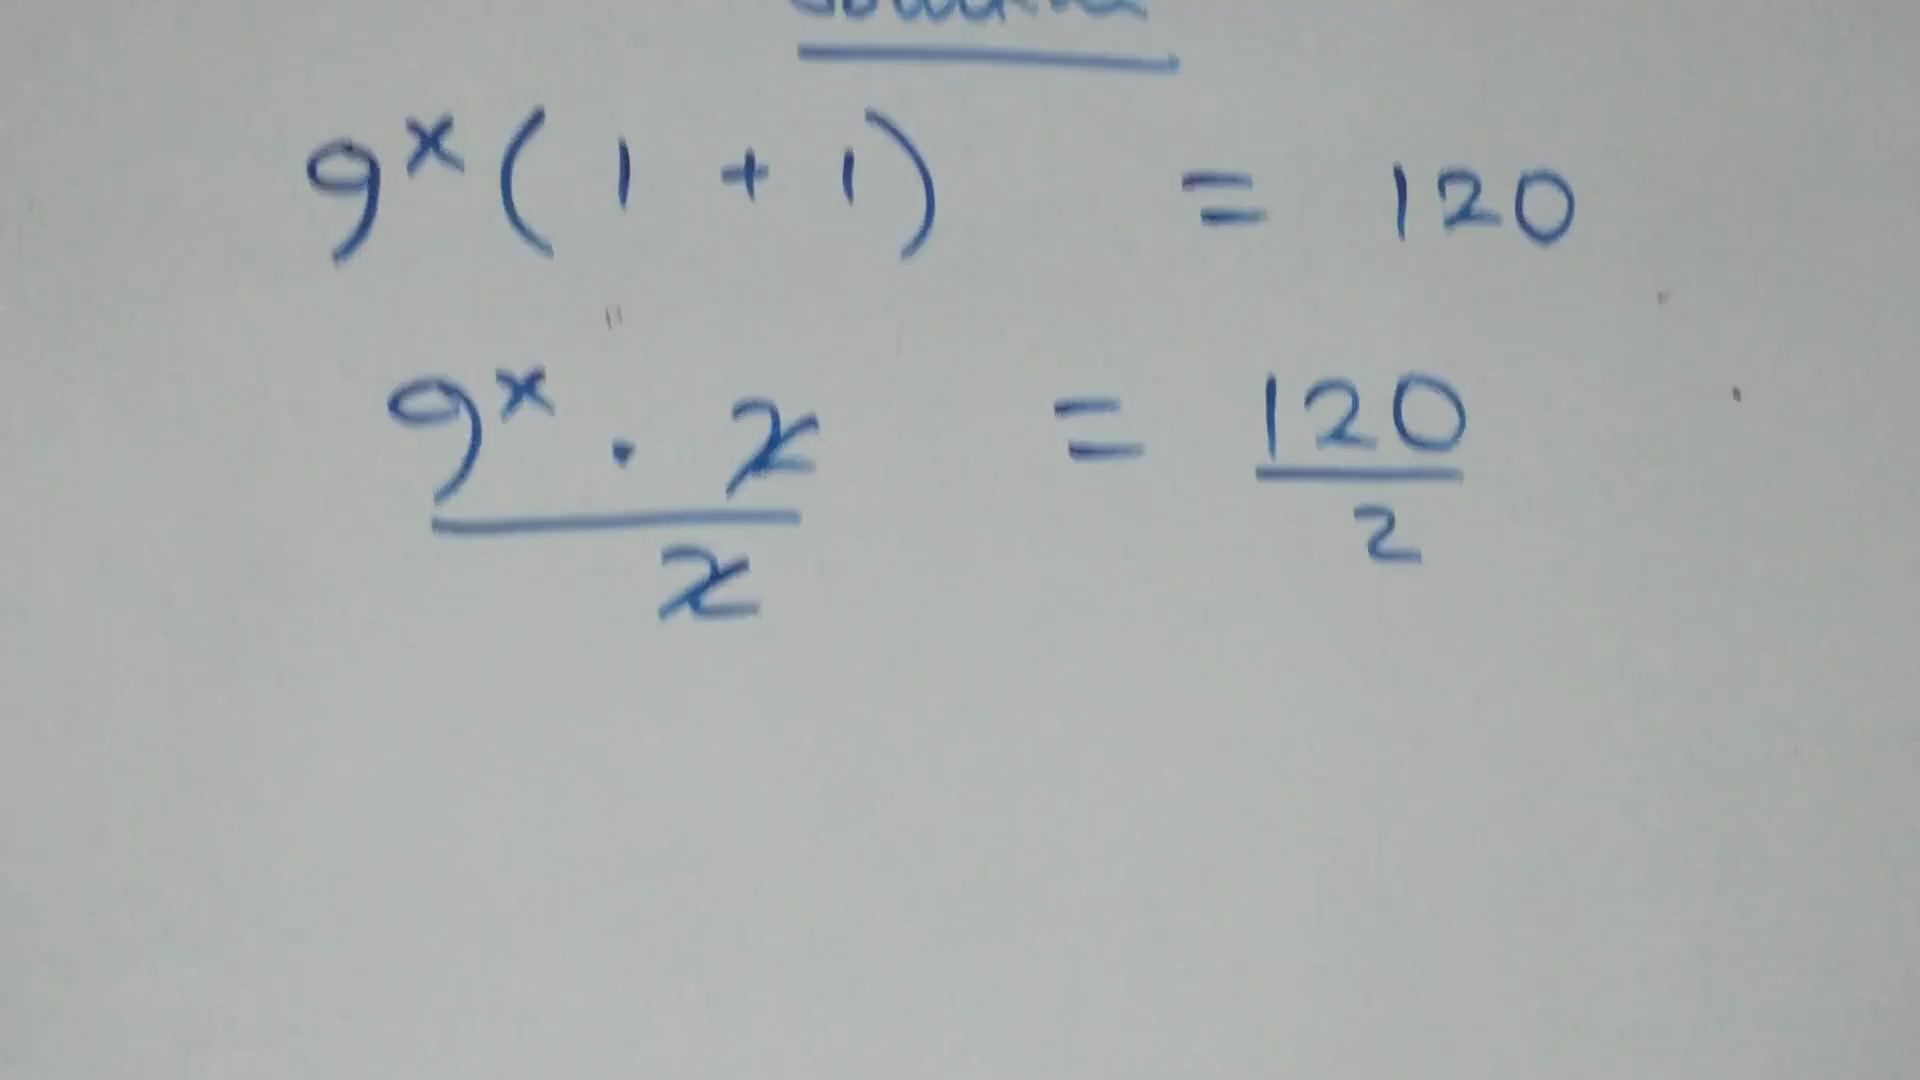 9^x ( 1 + 1 ) = 120
9^x · 2 / 2 = 120 / 2